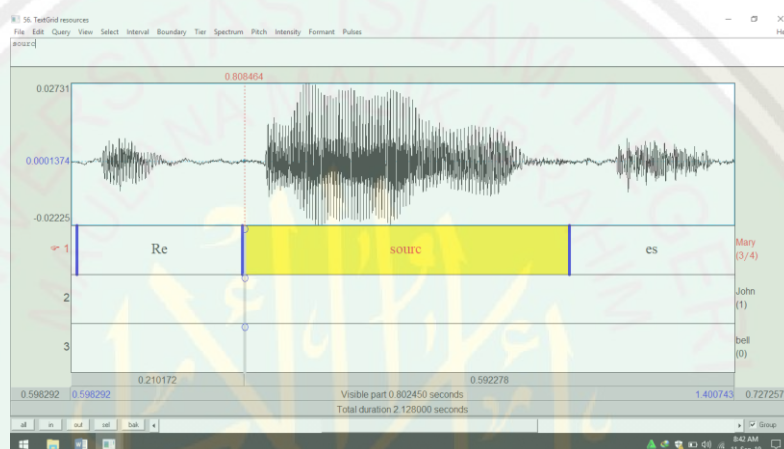 56. TextGrid resources
File Edit Query View Select Interval Boundary Tier Spectrum Pitch Intensity Formant Pulses He
sourc
0.808464
0.02731
0.0001374
-0.02225
1 Re sourc es Mary
(3/4)
2 John
(1)
3 bell
(0)
0.210172 0.592278
0.598292 0.598292 Visible part 0.802450 seconds 1.400743 0.727257
Total duration 2.128000 seconds
all in out sel bak Group
8:42 AM